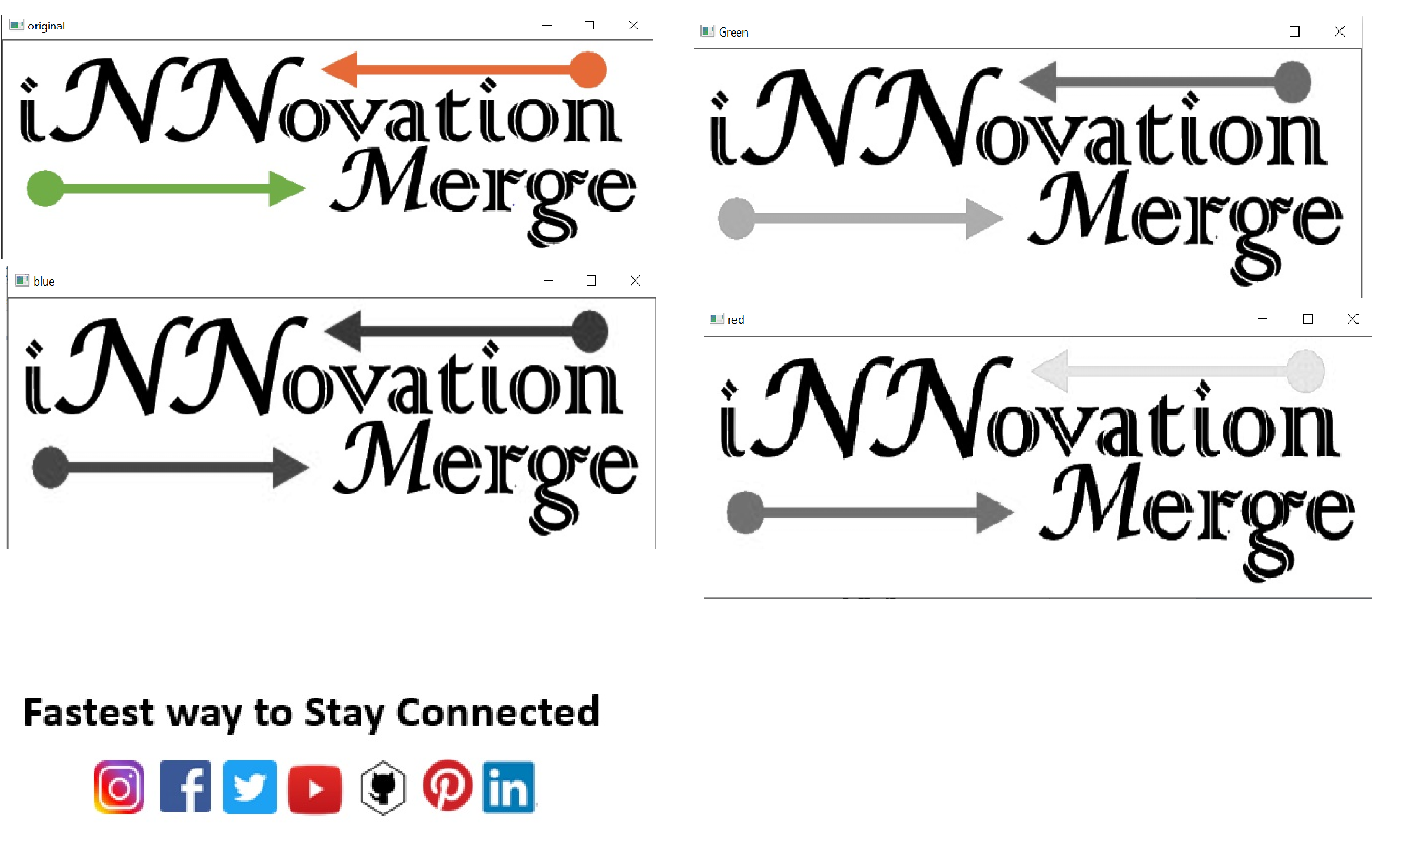 original
iNNovation
Merge
Green
iNNovation
Merge
blue
iNNovation
Merge
red
iNNovation
Merge
Fastest way to Stay Connected
f
in